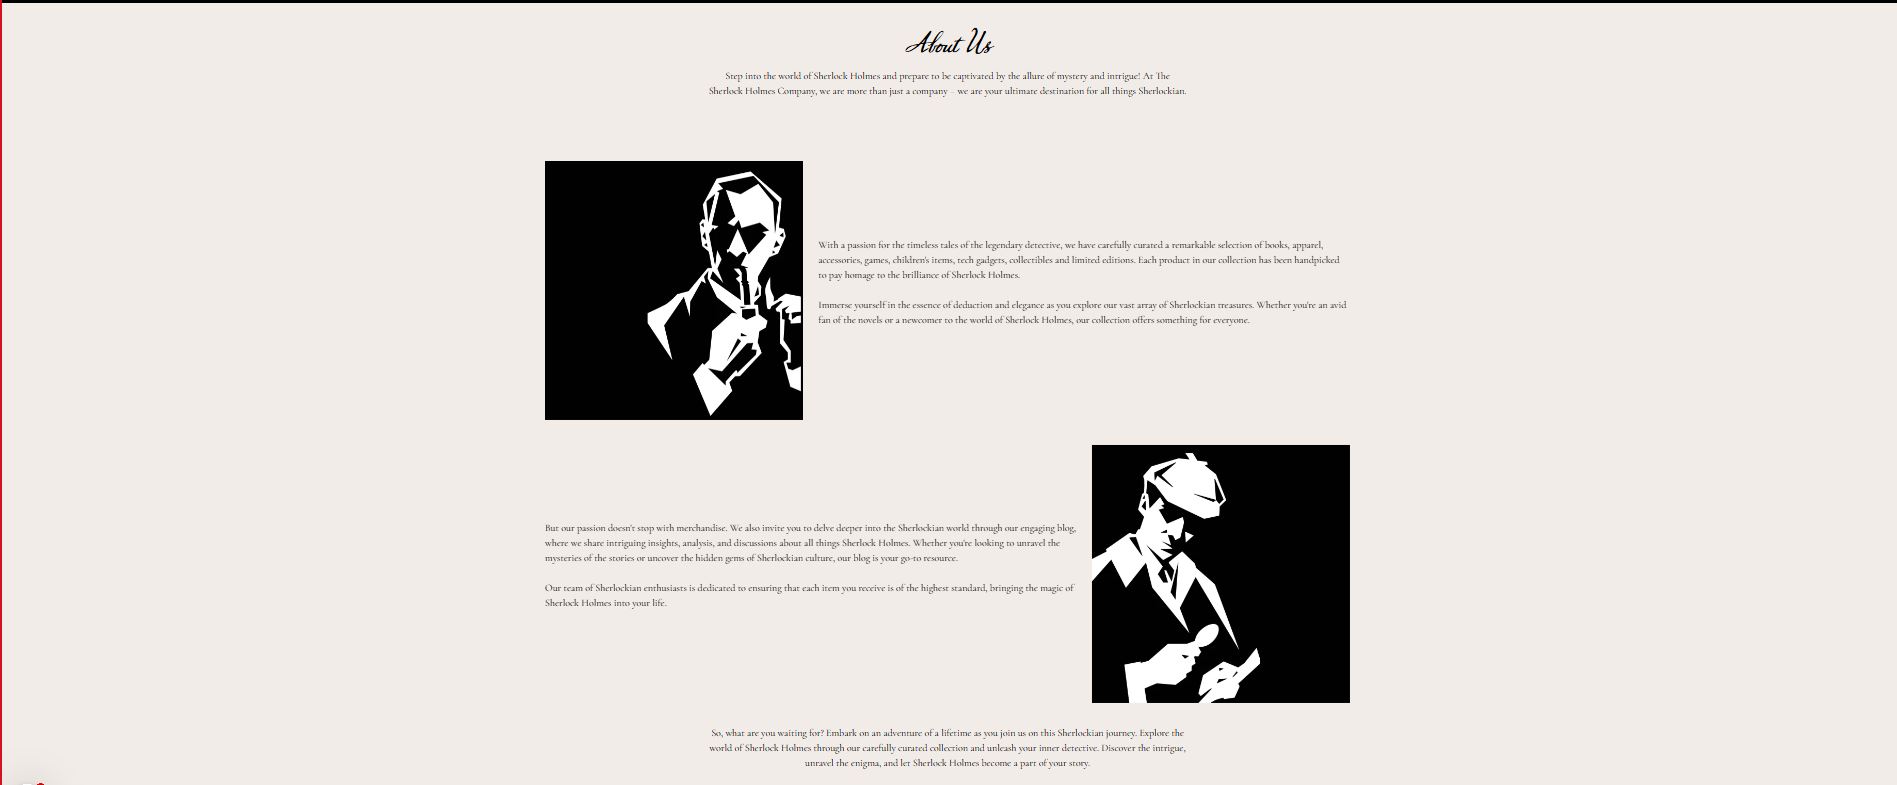 About Us
Step into the world of Sherlock Holmes and prepare to be captivated by the allure of mystery and intrigue! At The
Sherlock Holmes Company, we are more than just a company – we are your ultimate destination for all things Sherlockian.
With a passion for the timeless tales of the legendary detective, we have carefully curated a remarkable selection of books, apparel,
accessories, games, children's items, tech gadgets, collectibles and limited editions. Each product in our collection has been handpicked
to pay homage to the brilliance of Sherlock Holmes.
Immerse yourself in the essence of deduction and elegance as you explore our vast array of Sherlockian treasures. Whether you're an avid
fan of the novels or a newcomer to the world of Sherlock Holmes, our collection offers something for everyone.
But our passion doesn't stop with merchandise. We also invite you to delve deeper into the Sherlockian world through our engaging blog,
where we share intriguing insights, analysis, and discussions about all things Sherlock Holmes. Whether you're looking to unravel the
mysteries of the stories or uncover the hidden gems of Sherlockian culture, our blog is your go-to resource.
Our team of Sherlockian enthusiasts is dedicated to ensuring that each item you receive is of the highest standard, bringing the magic of
Sherlock Holmes into your life.
So, what are you waiting for? Embark on an adventure of a lifetime as you join us on this Sherlockian journey. Explore the
world of Sherlock Holmes through our carefully curated collection and unleash your inner detective. Discover the intrigue,
unravel the enigma, and let Sherlock Holmes become a part of your story.